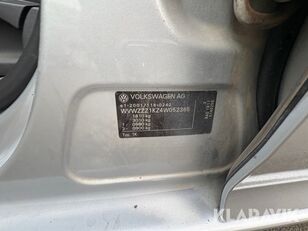 VOLKSWAGEN AG
e1*2001/116*0242
WVWZZZ1KZ4W052386
1810 kg
3010 kg
1 - 0980 kg
2 - 0900 kg
Typ: 1K
KLARAVIK